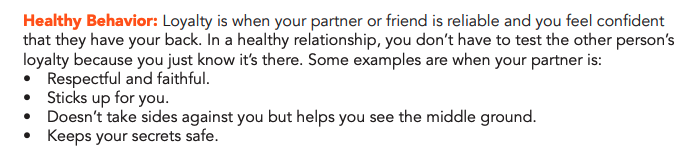 Healthy Behavior: Loyalty is when your partner or friend is reliable and you feel confident
that they have your back. In a healthy relationship, you don’t have to test the other person’s
loyalty because you just know it’s there. Some examples are when your partner is:
• Respectful and faithful.
• Sticks up for you.
• Doesn’t take sides against you but helps you see the middle ground.
• Keeps your secrets safe.